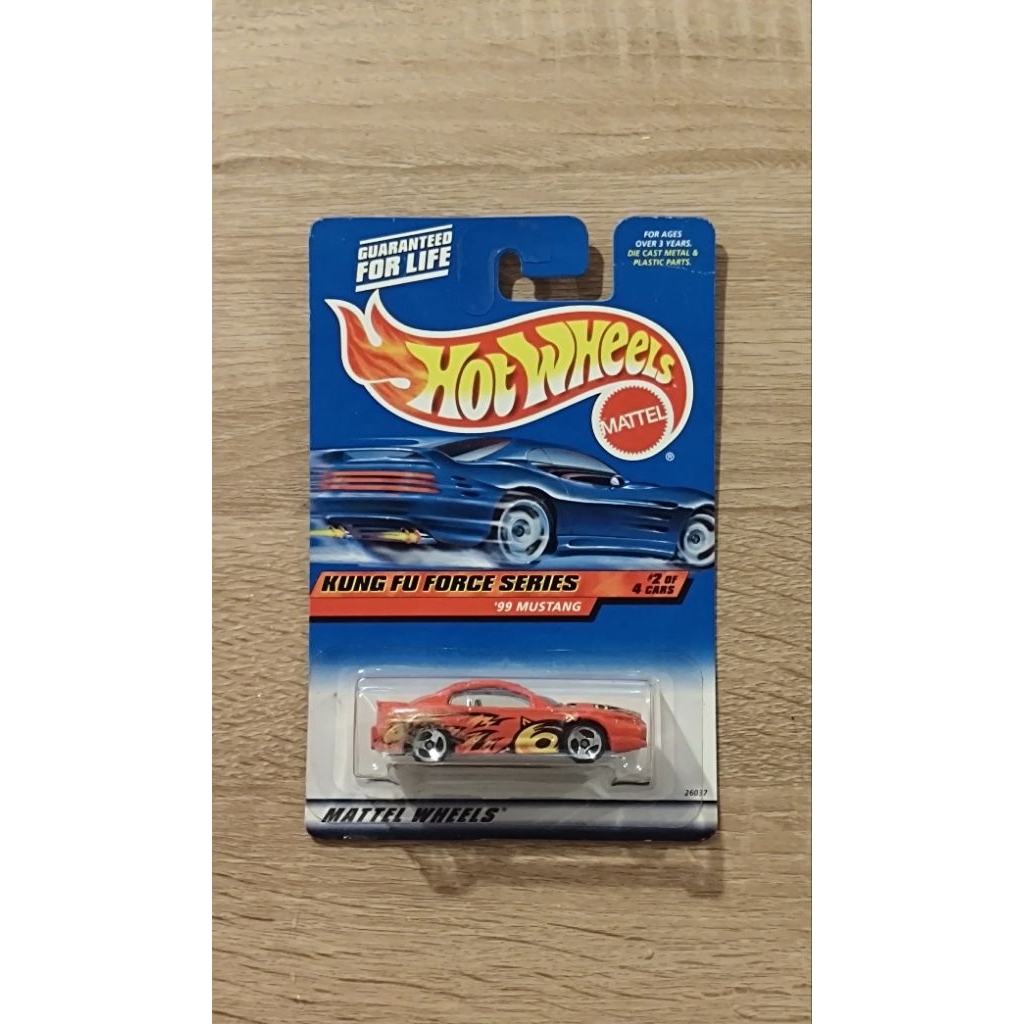 GUARANTEED
FOR LIFE
FOR AGES
OVER 3 YEARS.
DIE CAST METAL &
PLASTIC PARTS.
HOT WHEELS
MATTEL
®
KUNG FU FORCE SERIES
#2 OF
4 CARS
'99 MUSTANG
MATTEL WHEELS